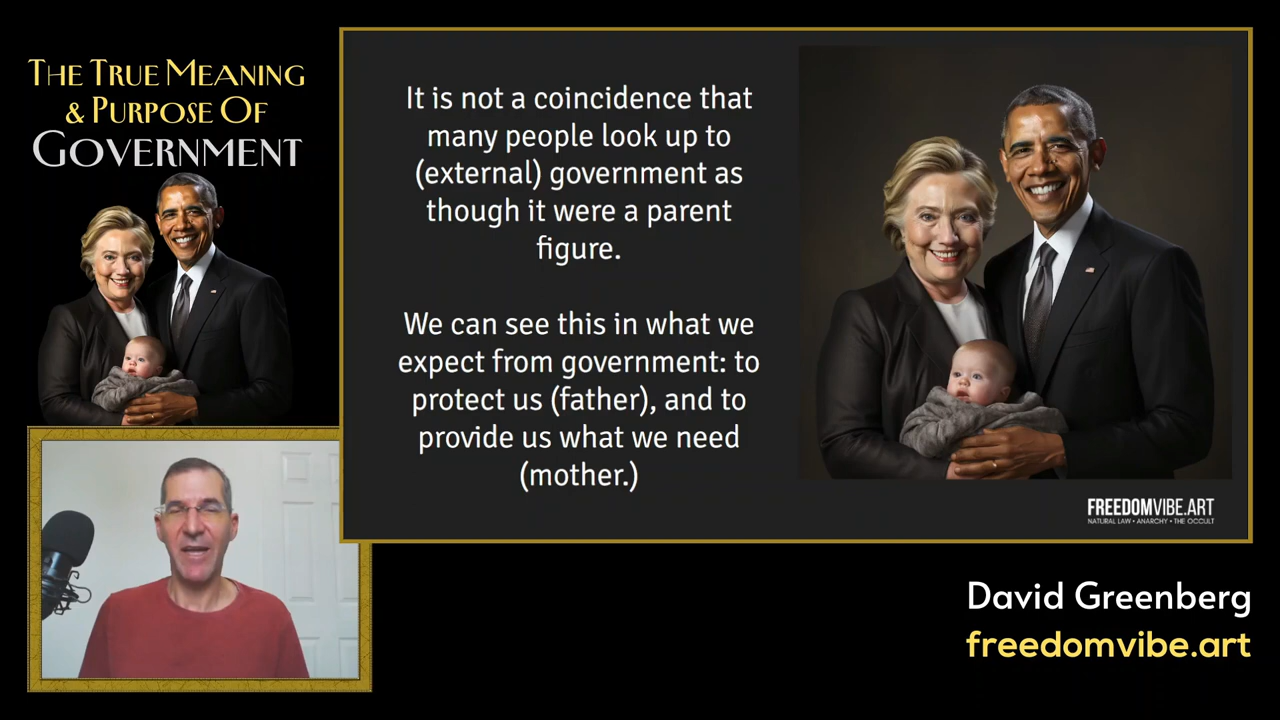 THE TRUE MEANING
& PURPOSE OF
GOVERNMENT
It is not a coincidence that
many people look up to
(external) government as
though it were a parent
figure.
We can see this in what we
expect from government: to
protect us (father), and to
provide us what we need
(mother.)
FREEDOMVIBE.ART
NATURAL LAW • ANARCHY • THE OCCULT
David Greenberg
freedomvibe.art